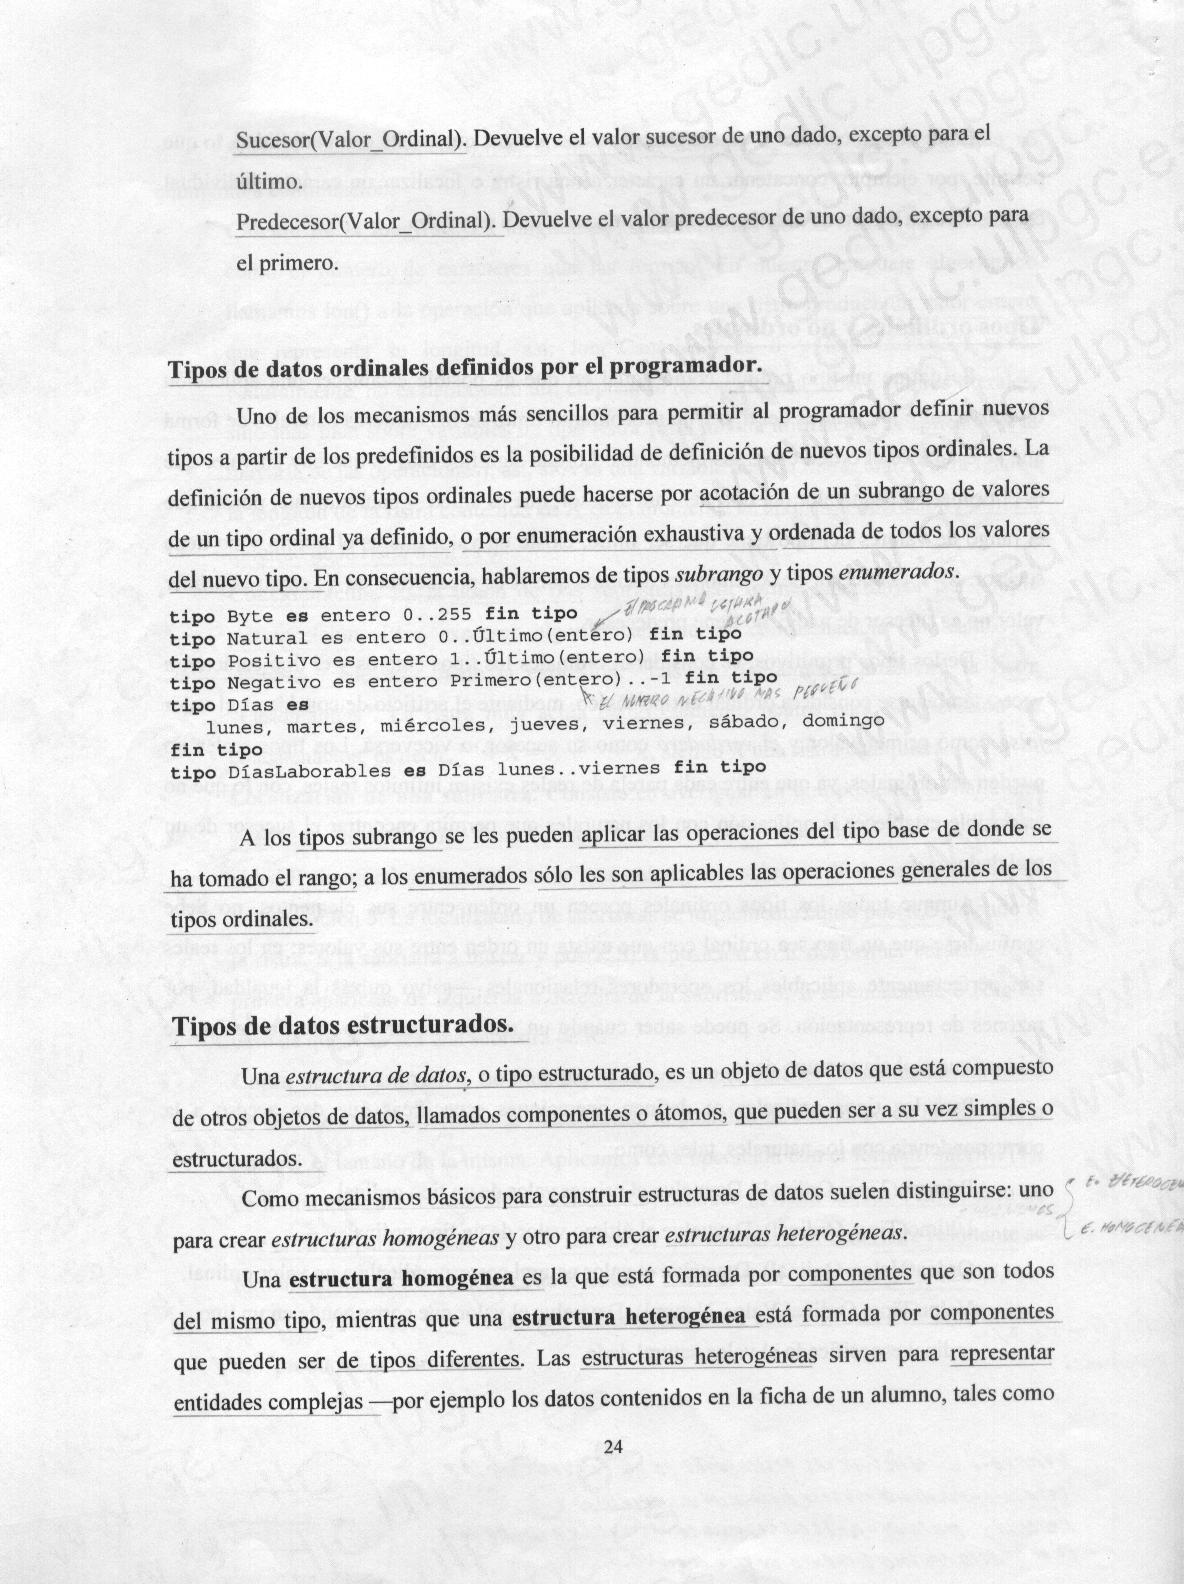 Sucesor(Valor_Ordinal). Devuelve el valor sucesor de uno dado, excepto para el
último.
Predecesor(Valor_Ordinal). Devuelve el valor predecesor de uno dado, excepto para
el primero.
Tipos de datos ordinales definidos por el programador.
Uno de los mecanismos más sencillos para permitir al programador definir nuevos
tipos a partir de los predefinidos es la posibilidad de definición de nuevos tipos ordinales. La
definición de nuevos tipos ordinales puede hacerse por acotación de un subrango de valores
de un tipo ordinal ya definido, o por enumeración exhaustiva y ordenada de todos los valores
del nuevo tipo. En consecuencia, hablaremos de tipos subrango y tipos enumerados.
tipo Byte es entero 0..255 fin tipo
El PROGRAMA ESTARA
ACOTADO
tipo Natural es entero 0..Último(entero) fin tipo
tipo Positivo es entero 1..Último(entero) fin tipo
tipo Negativo es entero Primero(entero)..-1 fin tipo
El NUMERO NEGATIVO MAS PEQUEÑO
tipo Días es
lunes, martes, miércoles, jueves, viernes, sábado, domingo
fin tipo
tipo DíasLaborables es Días lunes..viernes fin tipo
A los tipos subrango se les pueden aplicar las operaciones del tipo base de donde se
ha tomado el rango; a los enumerados sólo les son aplicables las operaciones generales de los
tipos ordinales.
Tipos de datos estructurados.
Una estructura de datos, o tipo estructurado, es un objeto de datos que está compuesto
de otros objetos de datos, llamados componentes o átomos, que pueden ser a su vez simples o
estructurados.
Como mecanismos básicos para construir estructuras de datos suelen distinguirse: uno
para crear estructuras homogéneas y otro para crear estructuras heterogéneas.
E. HETEROGEN
E. HOMOGENEA
Una estructura homogénea es la que está formada por componentes que son todos
del mismo tipo, mientras que una estructura heterogénea está formada por componentes
que pueden ser de tipos diferentes. Las estructuras heterogéneas sirven para representar
entidades complejas —por ejemplo los datos contenidos en la ficha de un alumno, tales como
24